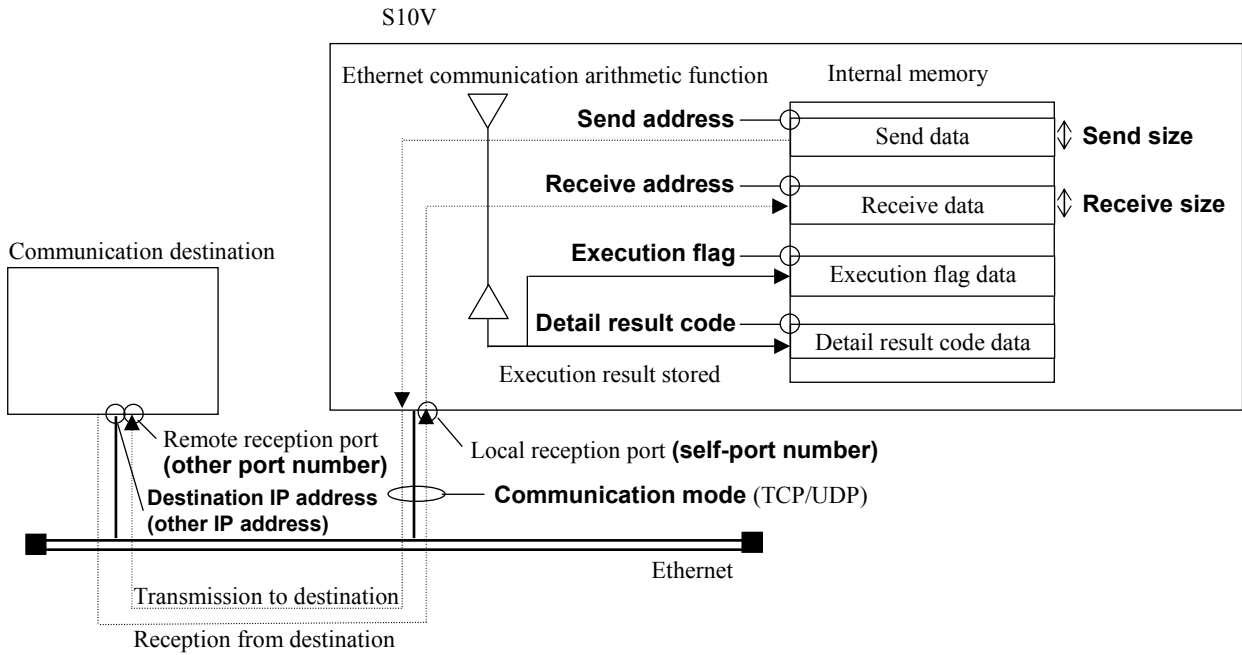 S10V
Ethernet communication arithmetic function
Internal memory
Send address
Send data
Send size
Receive address
Receive data
Receive size
Communication destination
Execution flag
Execution flag data
Detail result code
Detail result code data
Execution result stored
Remote reception port
(other port number)
Local reception port (self-port number)
Destination IP address
(other IP address)
Communication mode (TCP/UDP)
Ethernet
Transmission to destination
Reception from destination